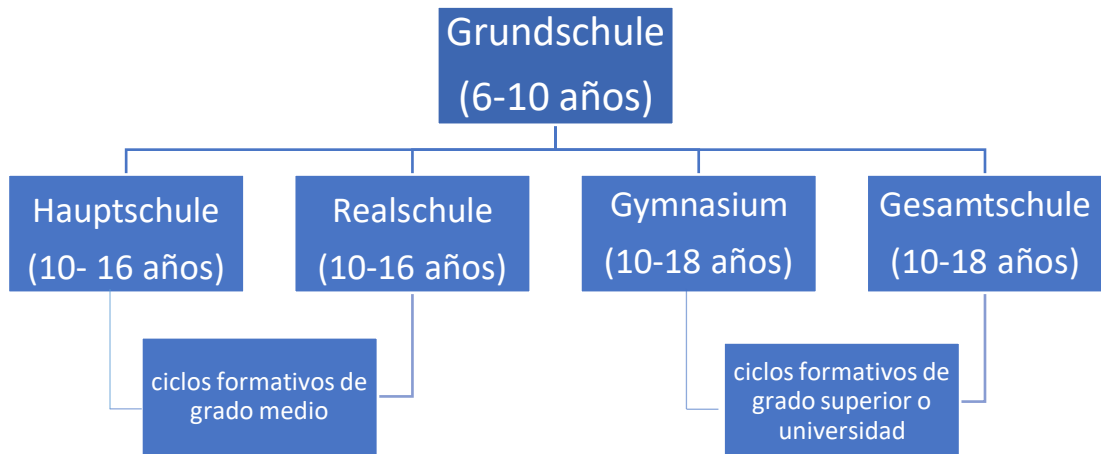 Grundschule
(6-10 años)
Hauptschule
(10- 16 años)
Realschule
(10-16 años)
Gymnasium
(10-18 años)
Gesamtschule
(10-18 años)
ciclos formativos de
grado medio
ciclos formativos de
grado superior o
universidad